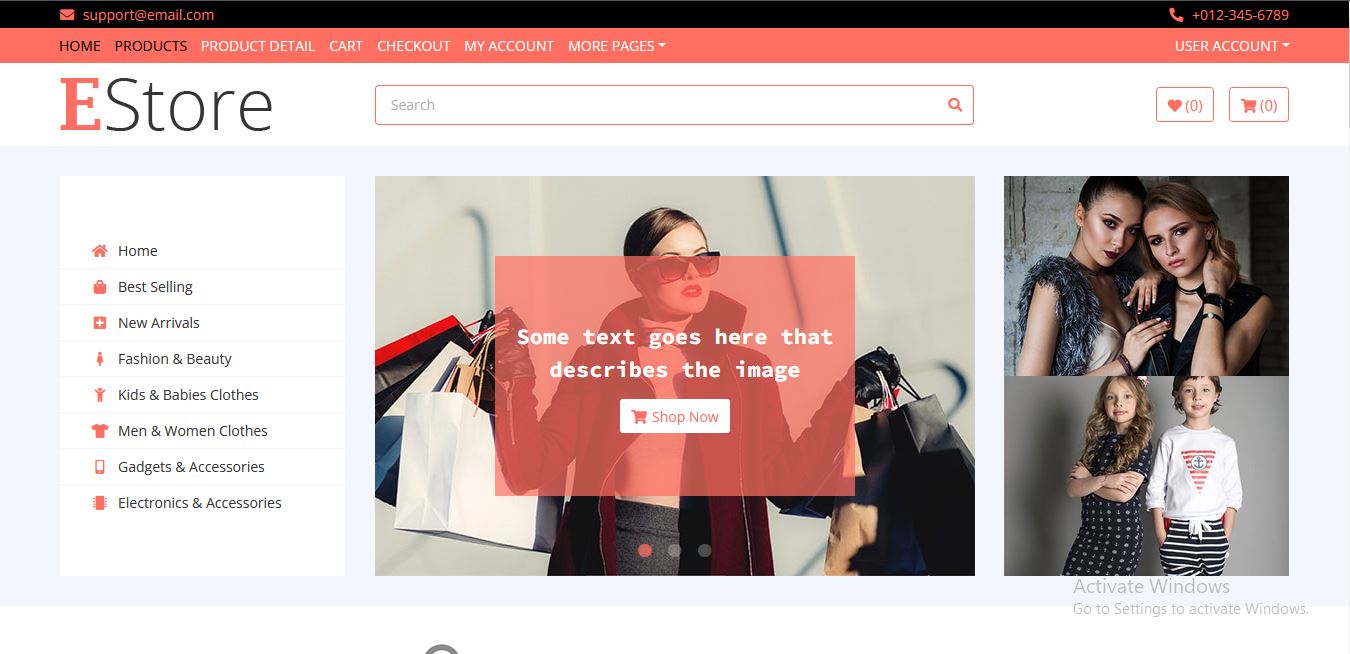 support@email.com
+012-345-6789
HOME PRODUCTS PRODUCT DETAIL CART CHECKOUT MY ACCOUNT MORE PAGES
USER ACCOUNT
EStore
Search
(0)
(0)
Home
Best Selling
New Arrivals
Fashion & Beauty
Kids & Babies Clothes
Men & Women Clothes
Gadgets & Accessories
Electronics & Accessories
Some text goes here that
describes the image
Shop Now
Activate Windows
Go to Settings to activate Windows.